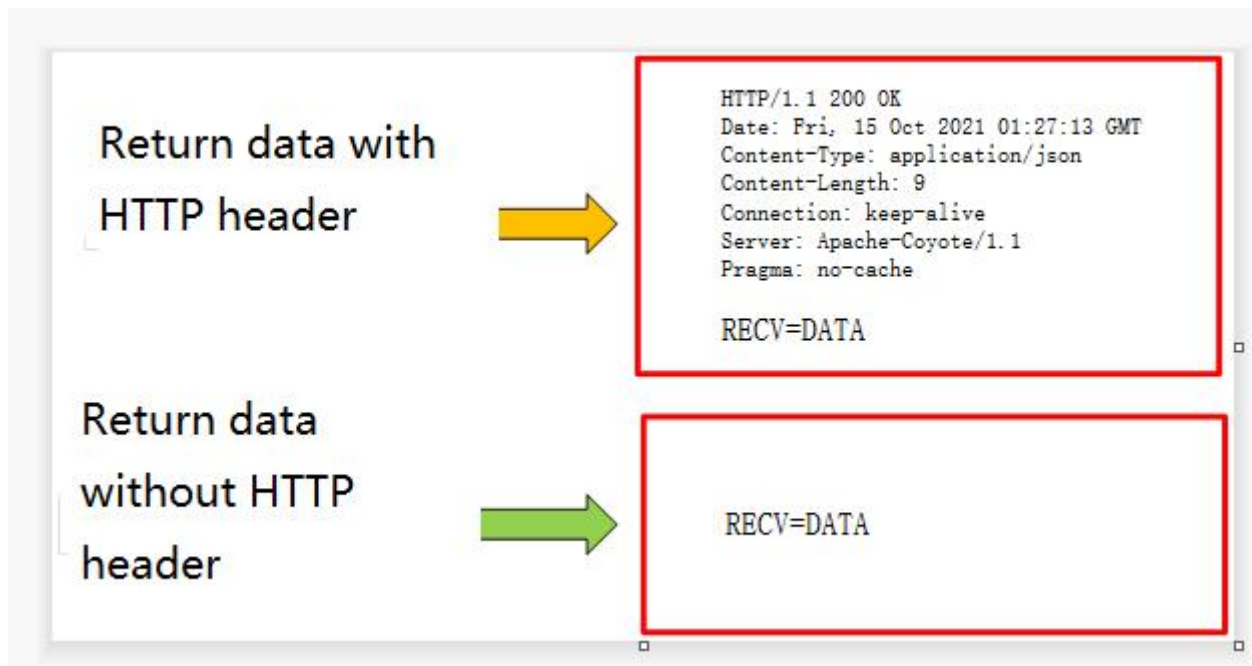 Return data with
HTTP header
HTTP/1.1 200 OK
Date: Fri, 15 Oct 2021 01:27:13 GMT
Content-Type: application/json
Content-Length: 9
Connection: keep-alive
Server: Apache-Coyote/1.1
Pragma: no-cache
RECV=DATA
Return data
without HTTP
header
RECV=DATA